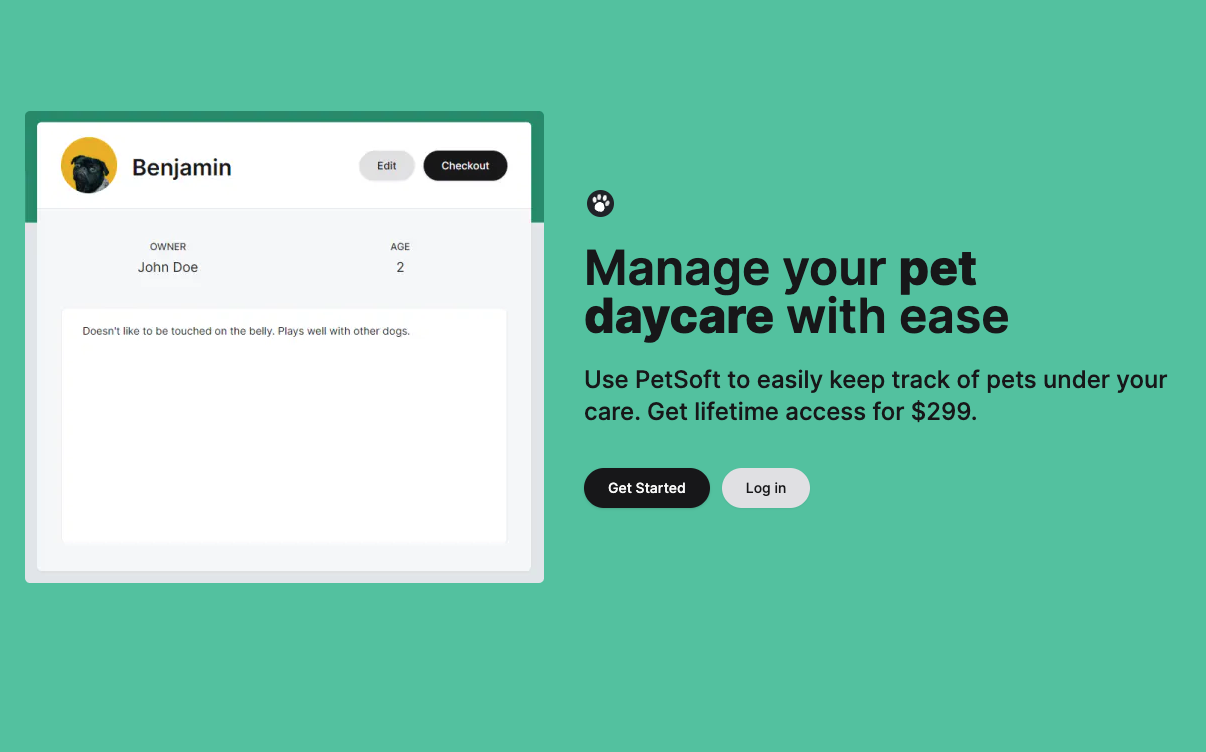 Benjamin
Edit
Checkout
OWNER
AGE
John Doe
2
Doesn't like to be touched on the belly. Plays well with other dogs.
Manage your pet
daycare with ease
Use PetSoft to easily keep track of pets under your
care. Get lifetime access for $299.
Get Started
Log in